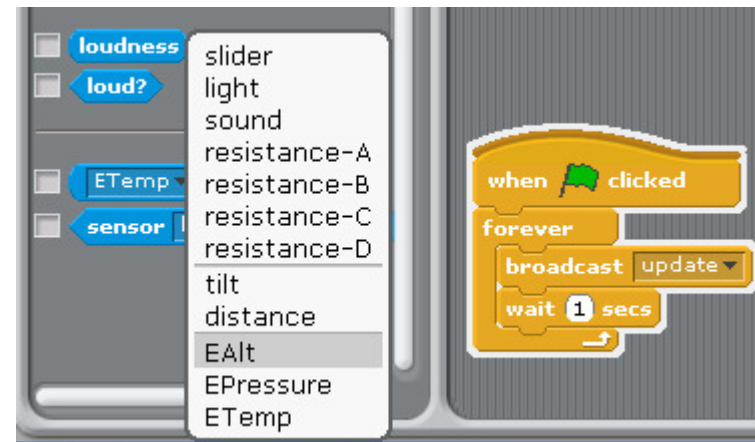 loudness
loud?
ETemp
sensor
slider
light
sound
resistance-A
resistance-B
resistance-C
resistance-D
tilt
distance
EAlt
EPressure
ETemp
when clicked
forever
broadcast update
wait 1 secs